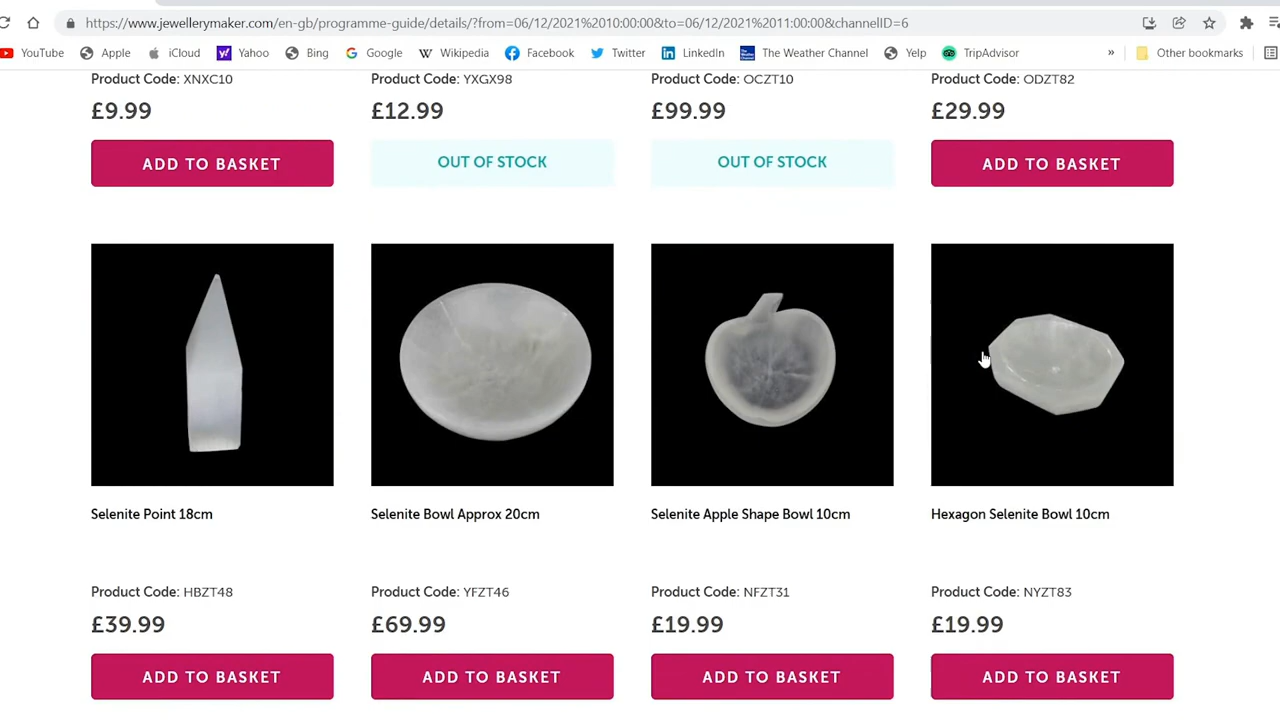 https://www.jewellerymaker.com/en-gb/programme-guide/details/?from=06/12/2021%2010:00:00&to=06/12/2021%2011:00:00&channelID=6
YouTube Apple iCloud Yahoo Bing Google Wikipedia Facebook Twitter LinkedIn The Weather Channel Yelp TripAdvisor » Other bookmarks
Product Code: XNXC10 Product Code: YXGX98 Product Code: OCZT10 Product Code: ODZT82
£9.99 £12.99 £99.99 £29.99
ADD TO BASKET OUT OF STOCK OUT OF STOCK ADD TO BASKET
Selenite Point 18cm Selenite Bowl Approx 20cm Selenite Apple Shape Bowl 10cm Hexagon Selenite Bowl 10cm
Product Code: HBZT48 Product Code: YFZT46 Product Code: NFZT31 Product Code: NYZT83
£39.99 £69.99 £19.99 £19.99
ADD TO BASKET ADD TO BASKET ADD TO BASKET ADD TO BASKET